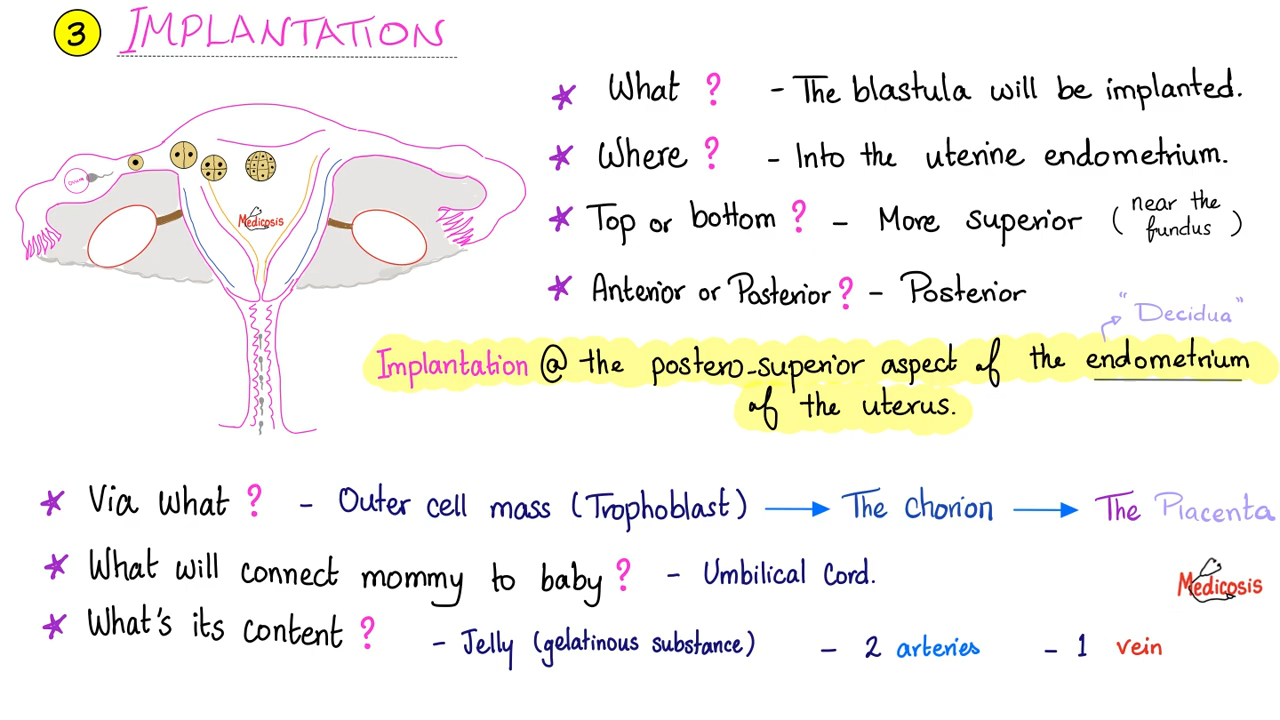 3 IMPLANTATION
* What ? - The blastula will be implanted.
* Where ? - Into the uterine endometrium.
* Top or bottom ? - More superior (near the fundus)
* Anterior or Posterior ? - Posterior
"Decidua"
Implantation @ the postero-superior aspect of the endometrium
of the uterus.
Ovum
Medicosis
* Via what ? - Outer cell mass (Trophoblast) → The chorion → The Placenta
* What will connect mommy to baby ? - Umbilical Cord.
Medicosis
* What's its content ? - Jelly (gelatinous substance) - 2 arteries - 1 vein